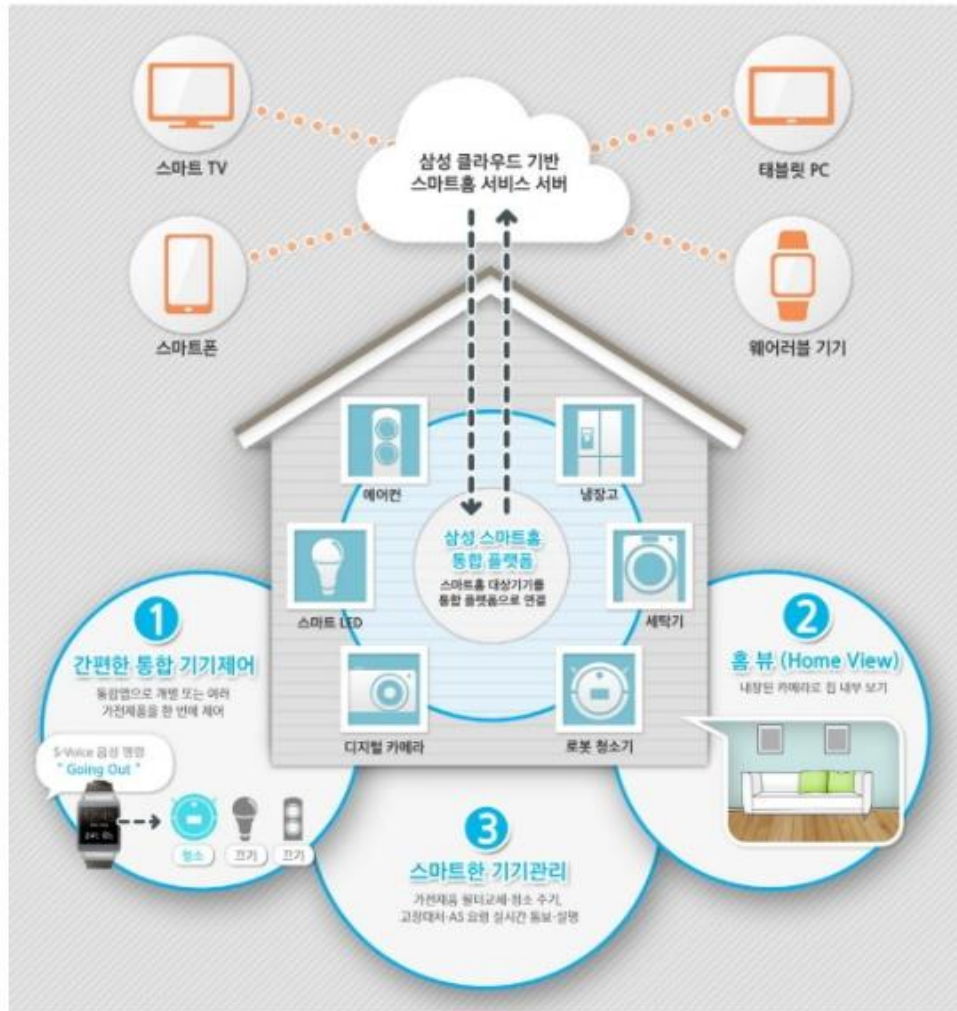 스마트 TV
태블릿 PC
삼성 클라우드 기반
스마트홈 서비스 서버
스마트폰
웨어러블 기기
에어컨
냉장고
삼성 스마트홈
통합 플랫폼
스마트홈 대상기기를
통합 플랫폼으로 연결
스마트 LED
세탁기
디지털 카메라
로봇 청소기
1
간편한 통합 기기제어
통합앱으로 개별 또는 여러
가전제품을 한 번에 제어
S-Voice 음성 명령
" Going Out "
청소
끄기
끄기
2
홈 뷰 (Home View)
내장된 카메라로 집 내부 보기
3
스마트한 기기관리
가전제품 필터교체·청소 주기,
고장대처·AS 요령 실시간 통보·설명